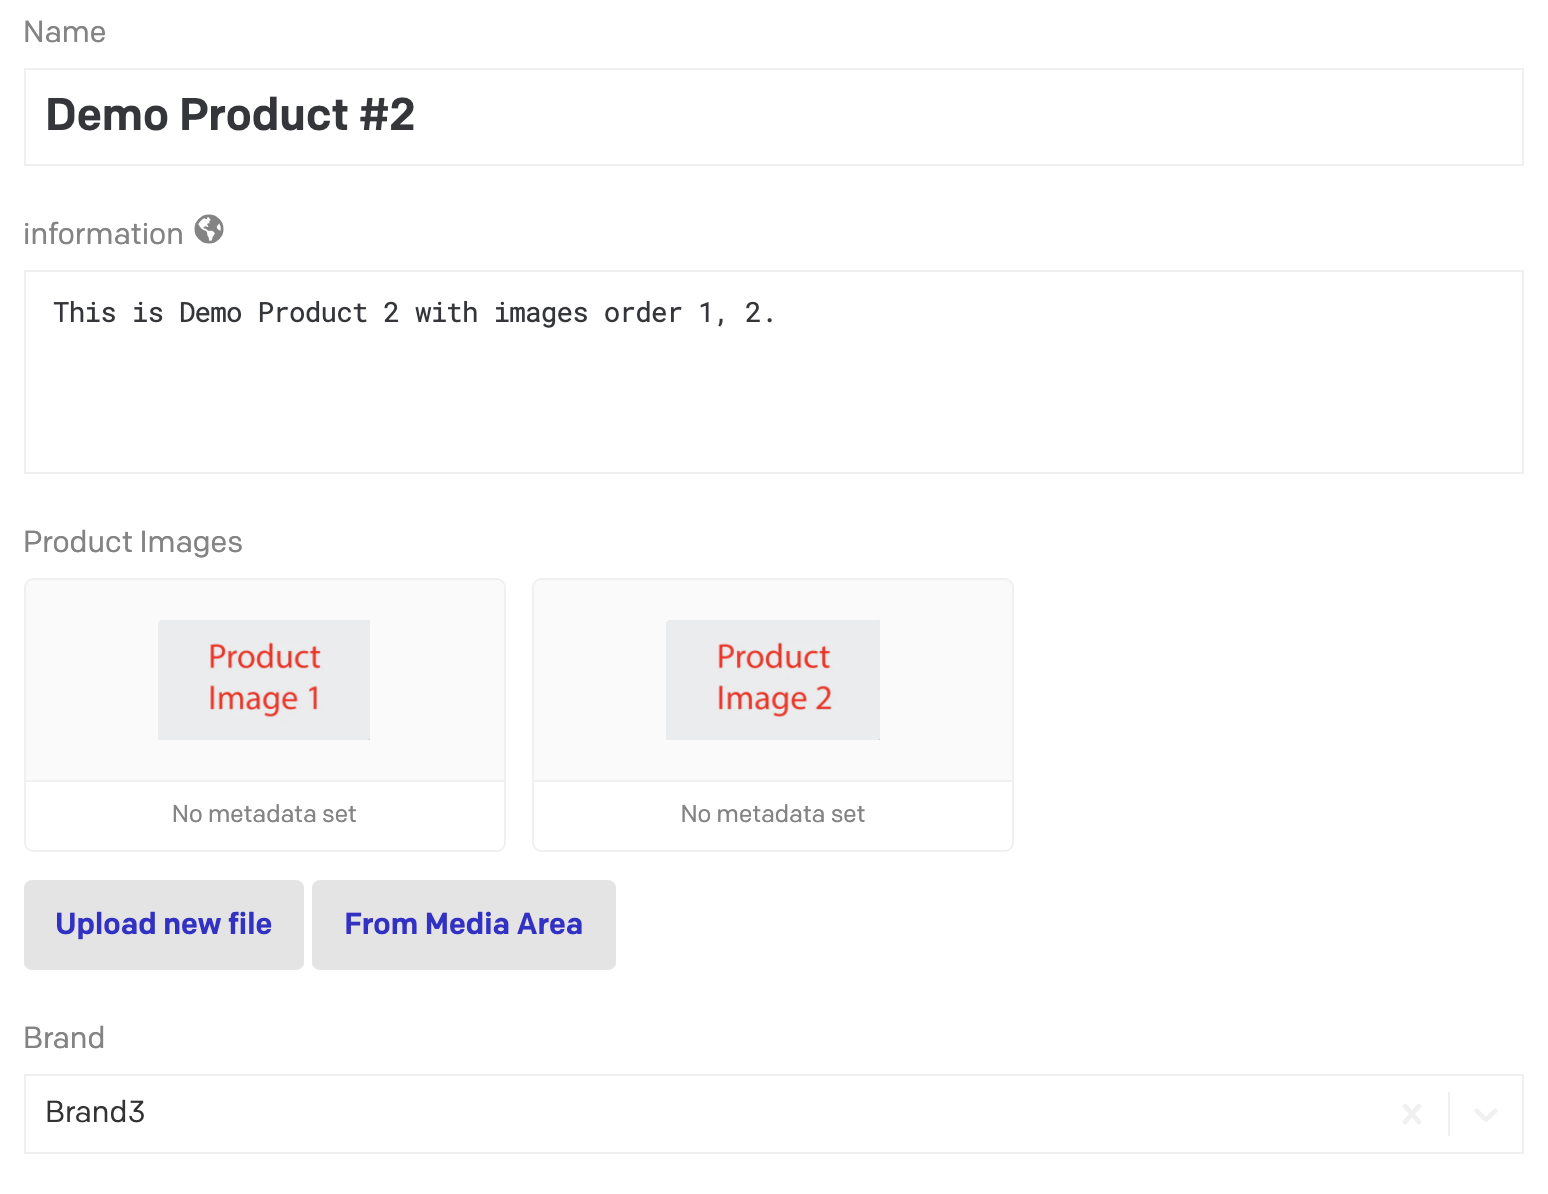 Name
Demo Product #2
information
This is Demo Product 2 with images order 1, 2.
Product Images
Product
Image 1
Product
Image 2
No metadata set
No metadata set
Upload new file
From Media Area
Brand
Brand3